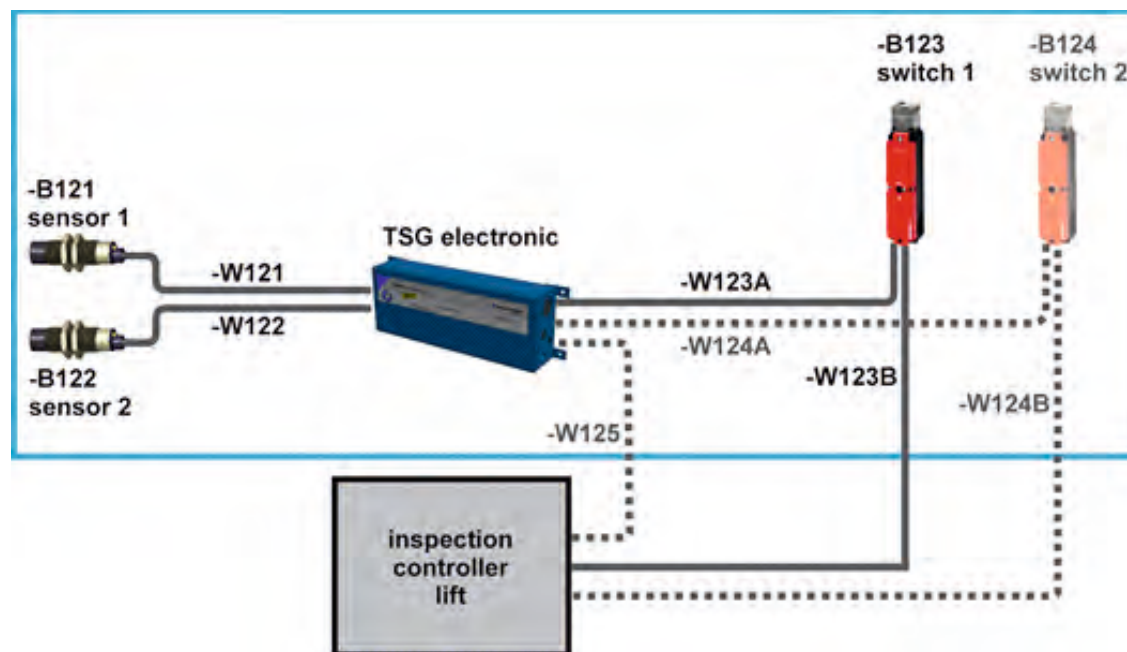 -B123
switch 1
-B124
switch 2
-B121
sensor 1
TSG electronic
-W121
-W123A
-W122
-W124A
-B122
sensor 2
-W123B
-W124B
-W125
inspection
controller
lift